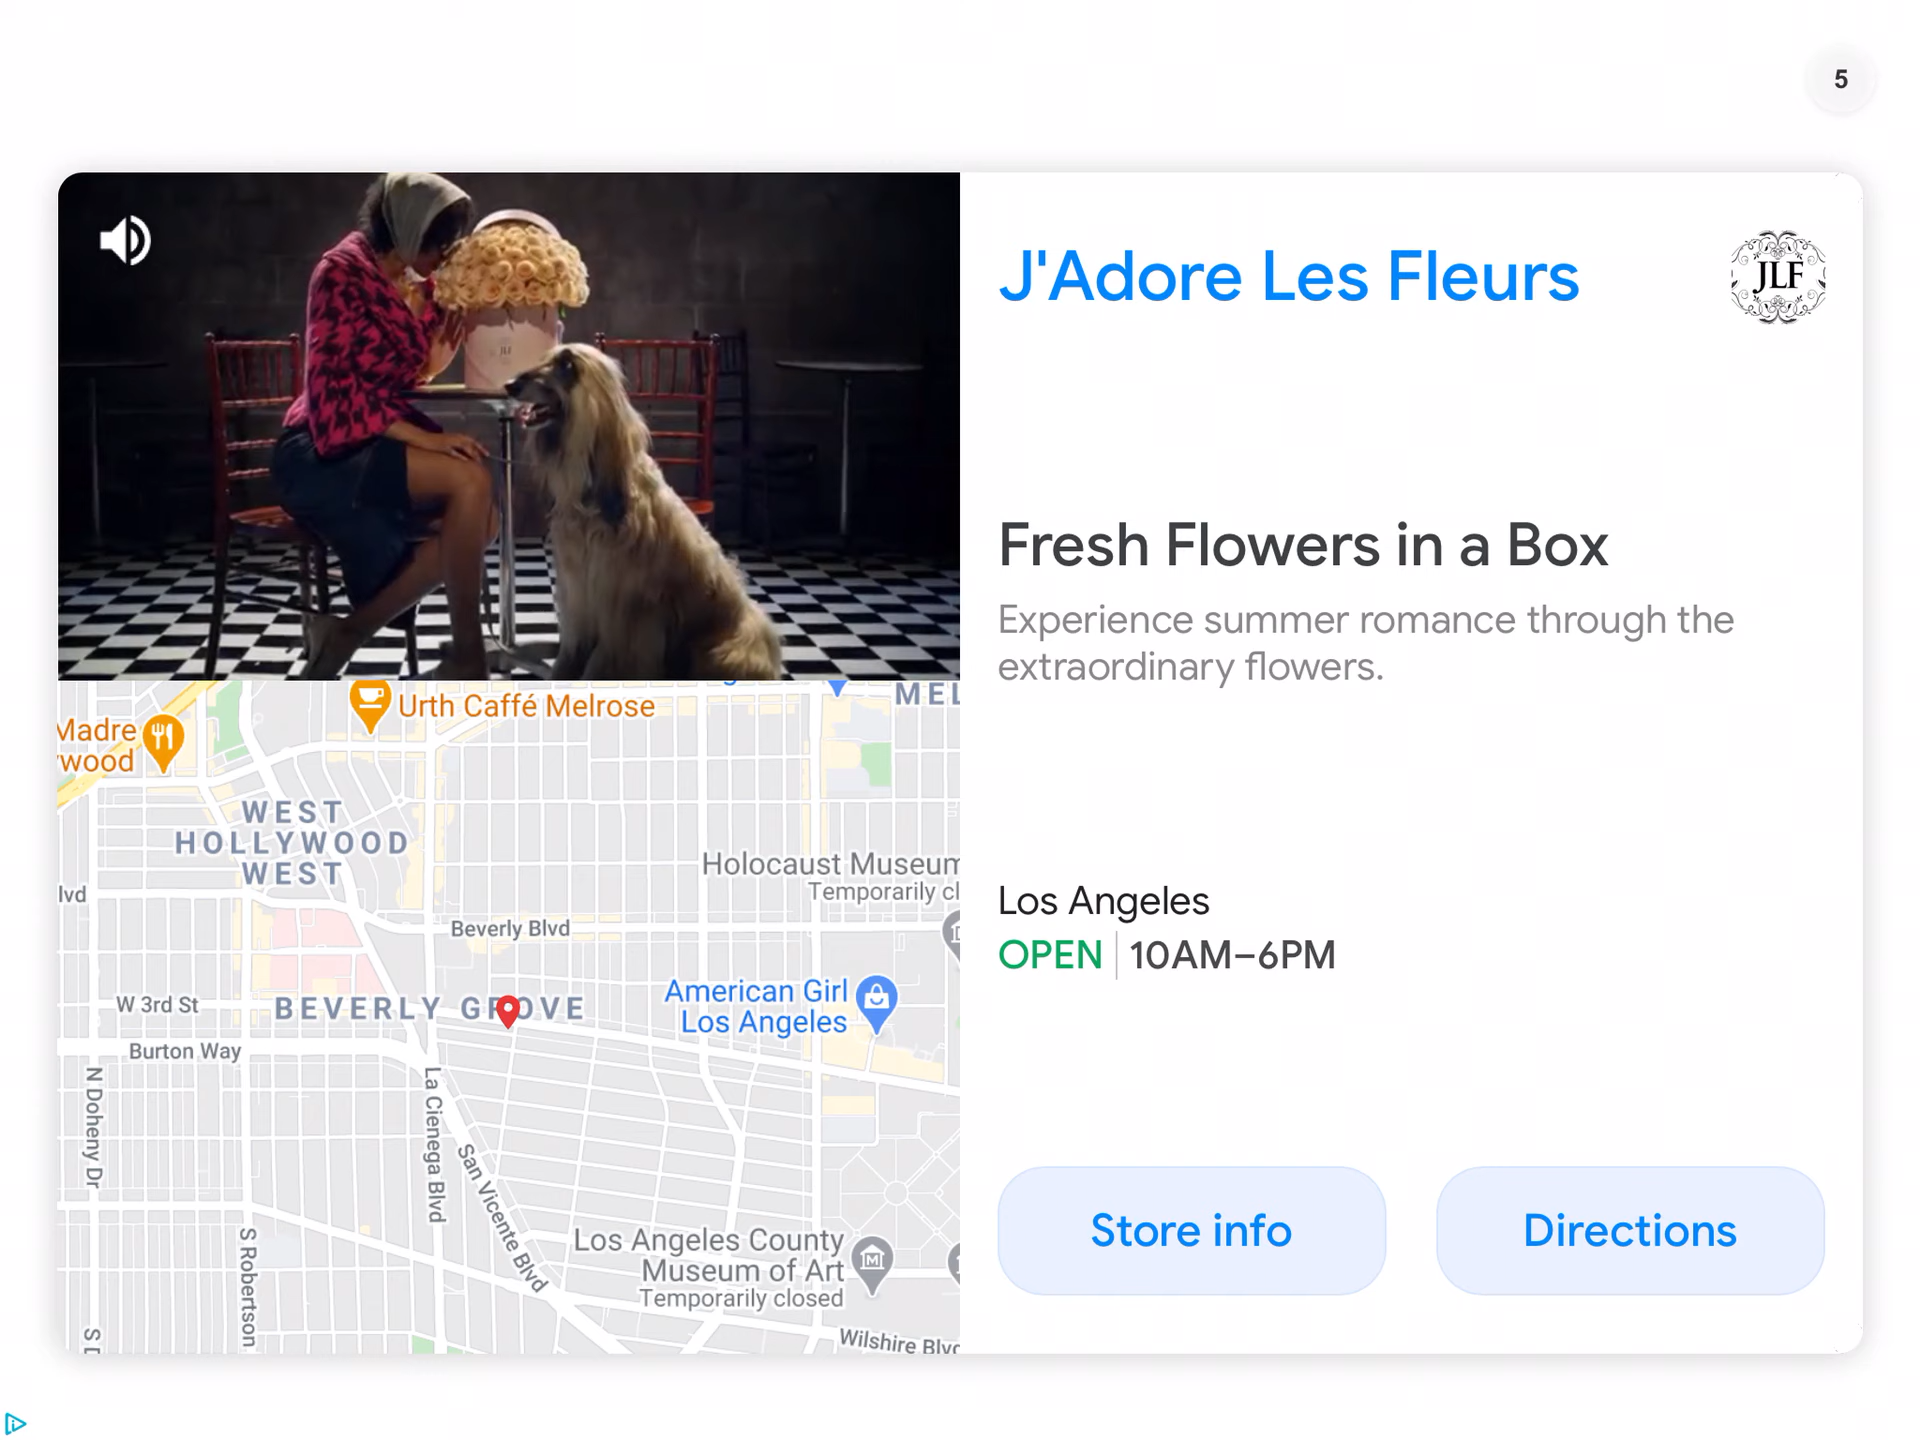 5
J'Adore Les Fleurs
JLF
JLF
Fresh Flowers in a Box
Experience summer romance through the
extraordinary flowers.
Los Angeles
OPEN | 10AM–6PM
Store info
Directions
Urth Caffé Melrose
MEL
Madre
wood
WEST
HOLLYWOOD
WEST
Holocaust Museum
Temporarily cl
lvd
Beverly Blvd
American Girl
Los Angeles
W 3rd St
BEVERLY GROVE
Burton Way
N Doheny Dr
La Cienega Blvd
San Vicente Blvd
S Robertson
Los Angeles County
Museum of Art
Temporarily closed
Wilshire Blvd
S D